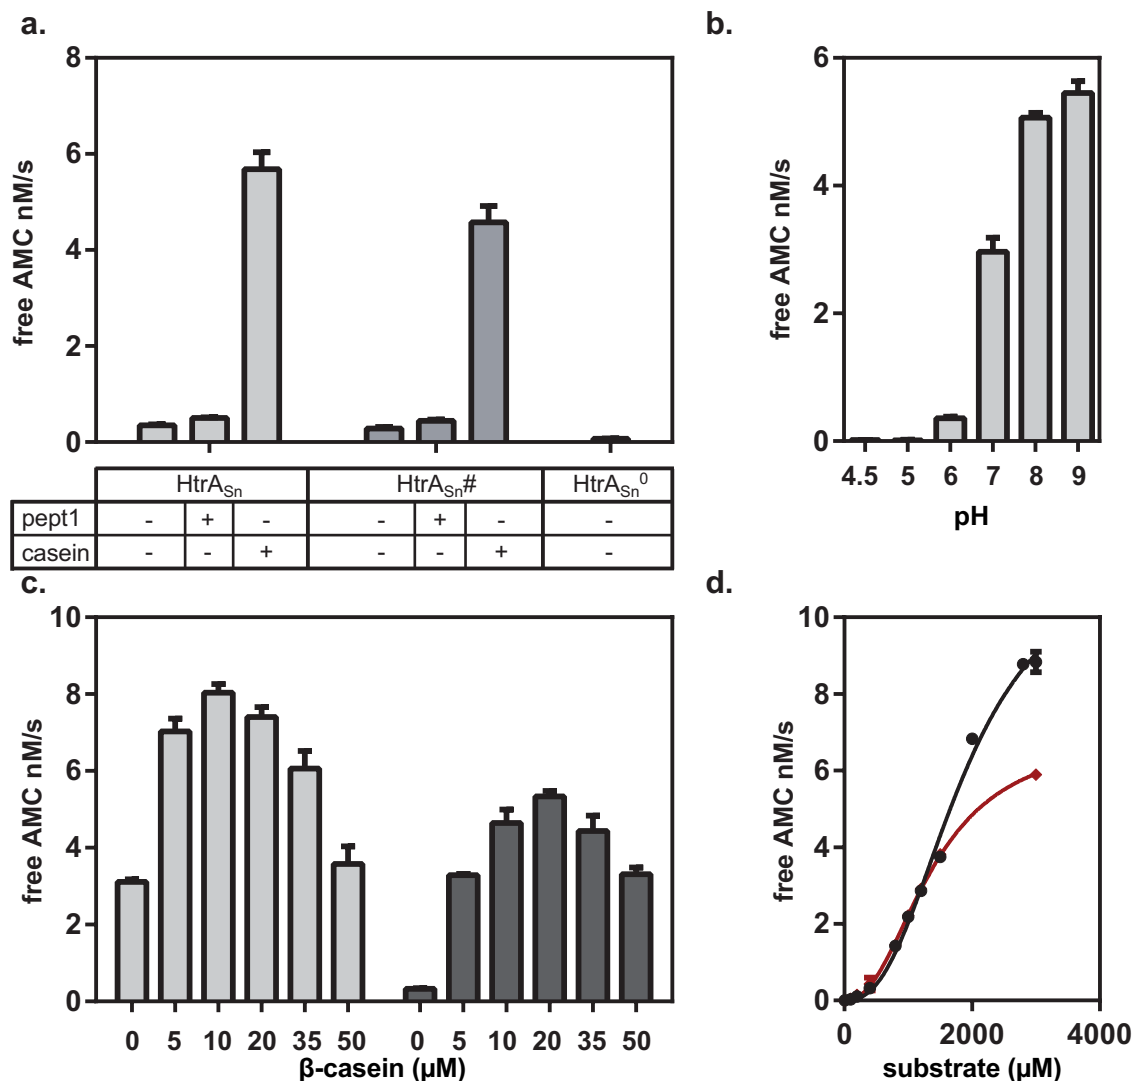 a.
8
6
4
2
0
free AMC nM/s
HtrASn HtrASn# HtrASn0
pept1 - + - - + - -
casein - - + - - + -
b.
6
4
2
0
free AMC nM/s
4.5 5 6 7 8 9
pH
c.
10
8
6
4
2
0
free AMC nM/s
0 5 10 20 35 50 0 5 10 20 35 50
β-casein (µM)
d.
10
8
6
4
2
0
free AMC nM/s
0 2000 4000
substrate (µM)